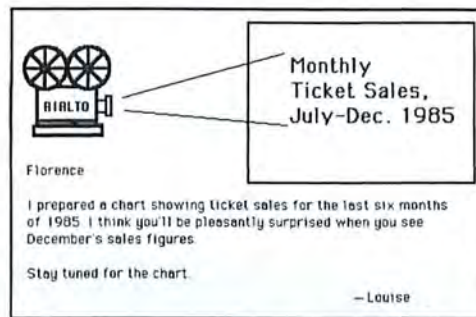 RIALTO
Monthly
Ticket Sales,
July-Dec. 1985
Florence
I prepared a chart showing ticket sales for the last six months
of 1985. I think you'll be pleasantly surprised when you see
December's sales figures.
Stay tuned for the chart.
—Louise